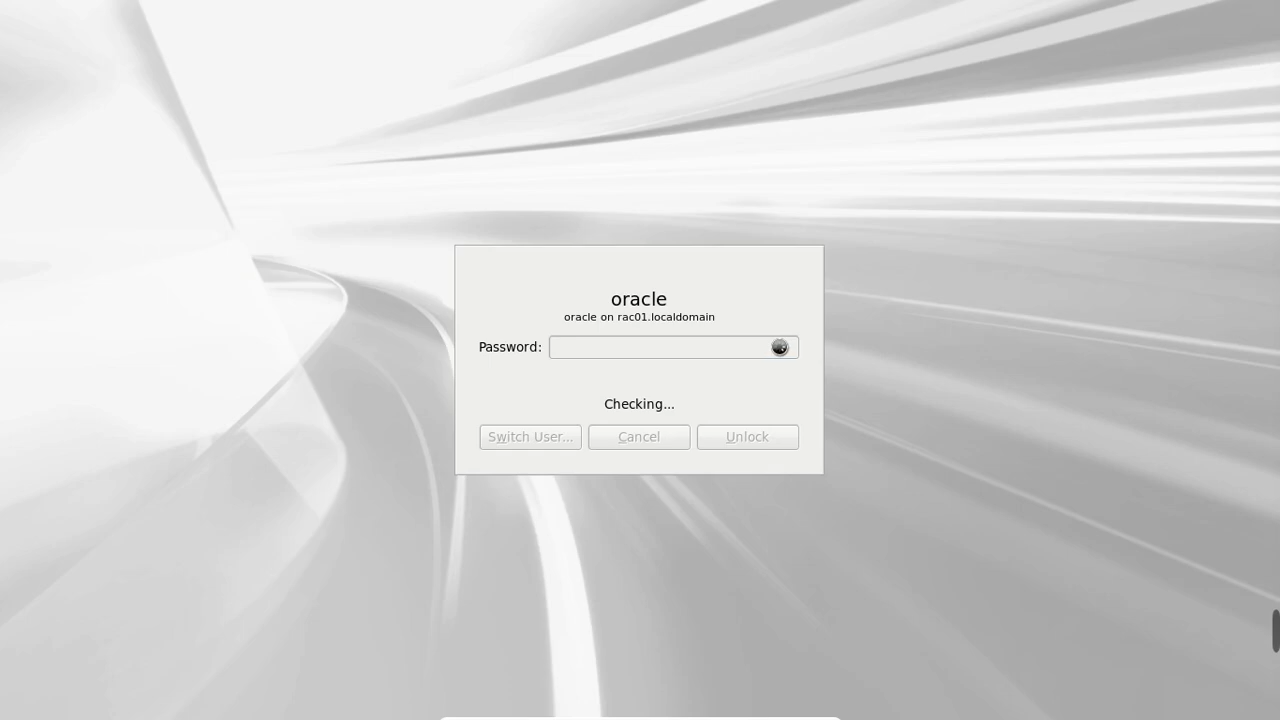 oracle
oracle on rac01.localdomain
Password:
Checking...
Switch User... Cancel Unlock